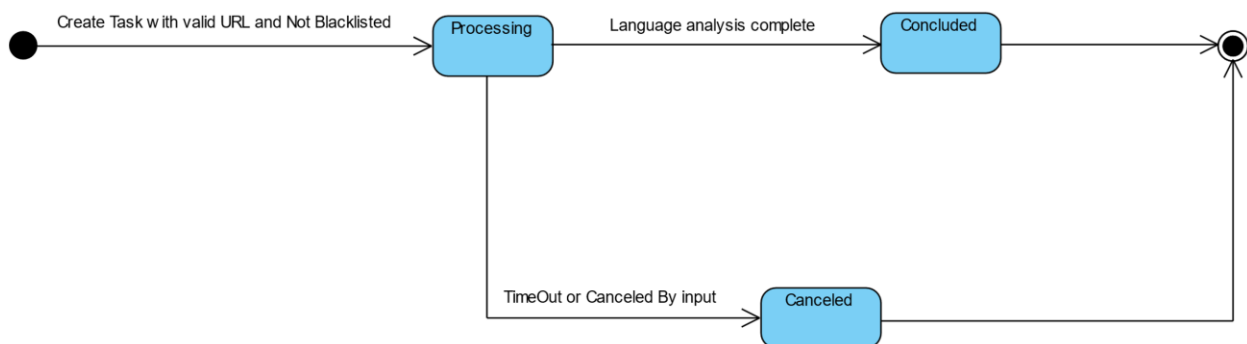 Create Task with valid URL and Not Blacklisted
Processing
Language analysis complete
Concluded
TimeOut or Canceled By input
Canceled